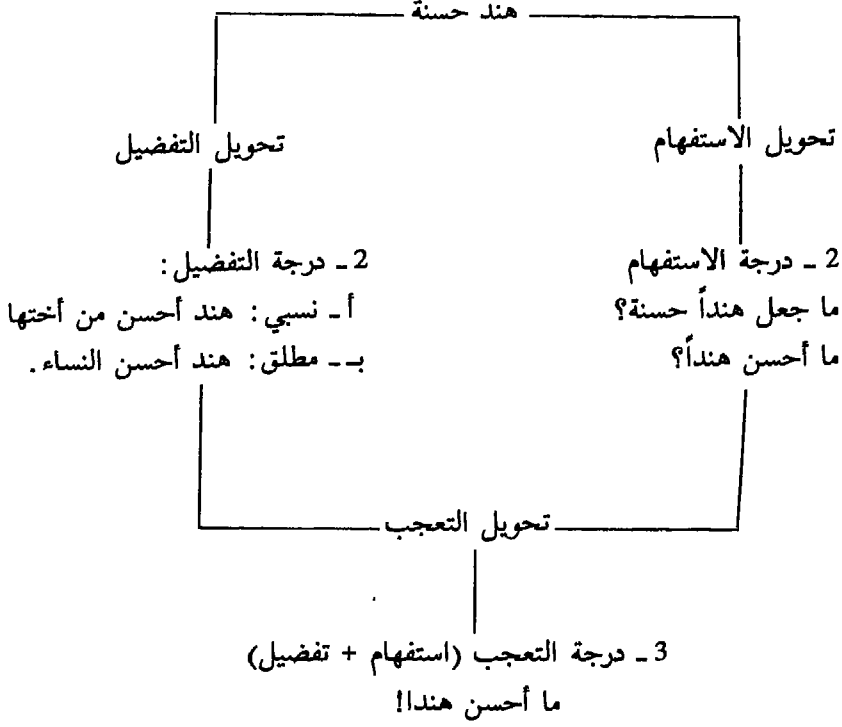 هند حسنة
تحويل الاستفهام
تحويل التفضيل
2 ـ درجة الاستفهام
ما جعل هنداً حسنة؟
ما أحسن هنداً؟
2 ـ درجة التفضيل:
أ ـ نسبي: هند أحسن من أختها
بـ ـ مطلق: هند أحسن النساء.
تحويل التعجب
3 ـ درجة التعجب (استفهام + تفضيل)
ما أحسن هندا!